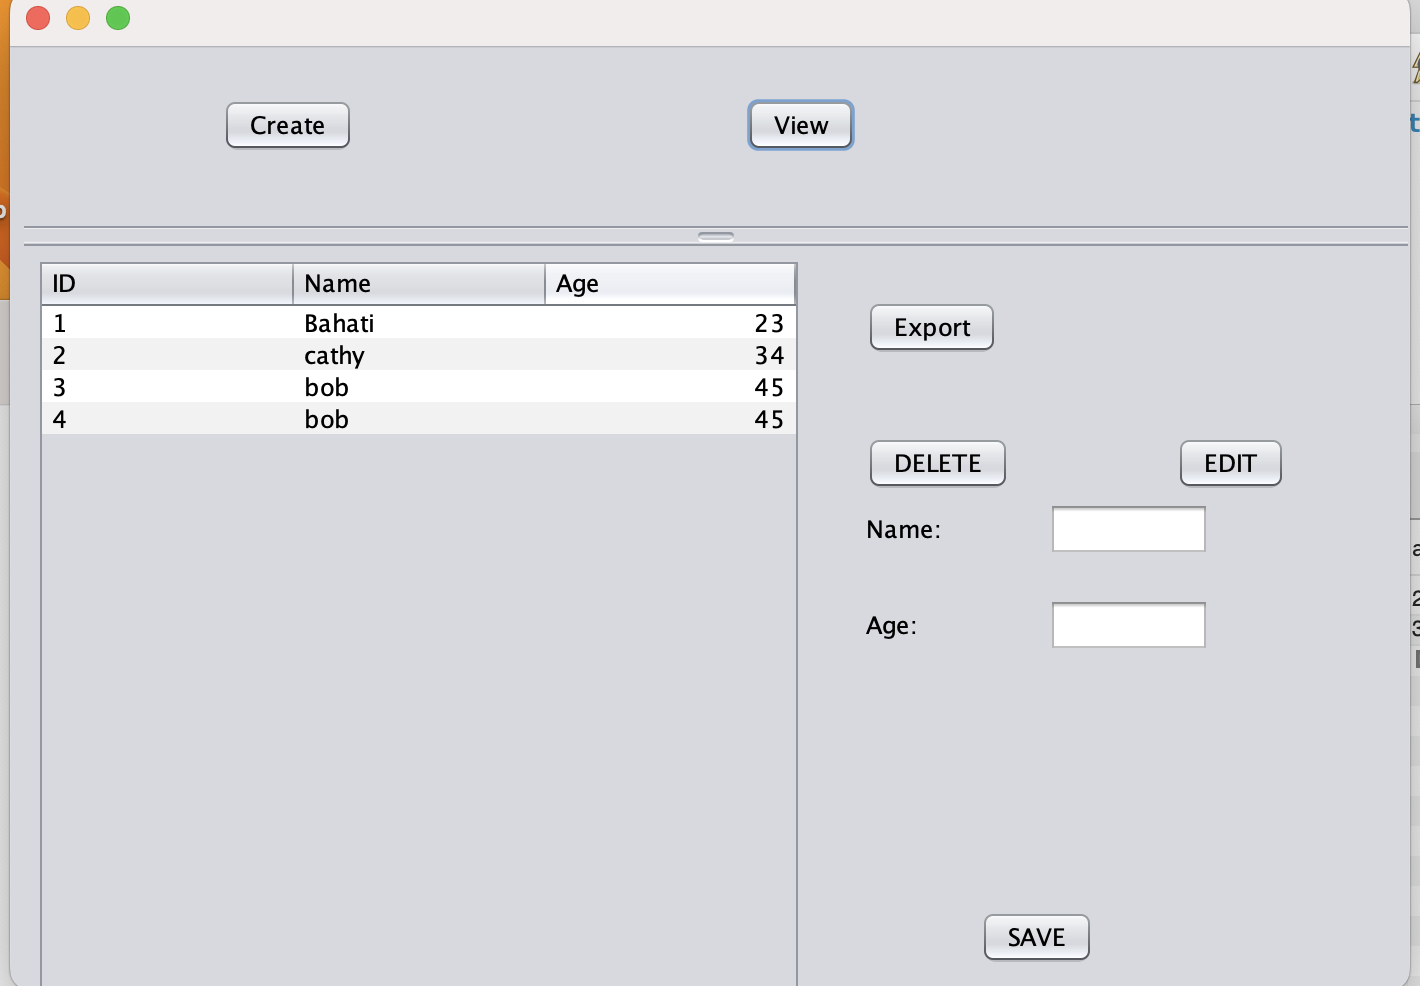 Create View
ID Name Age
1 Bahati 23
2 cathy 34
3 bob 45
4 bob 45
Export
DELETE EDIT
Name:
Age:
SAVE